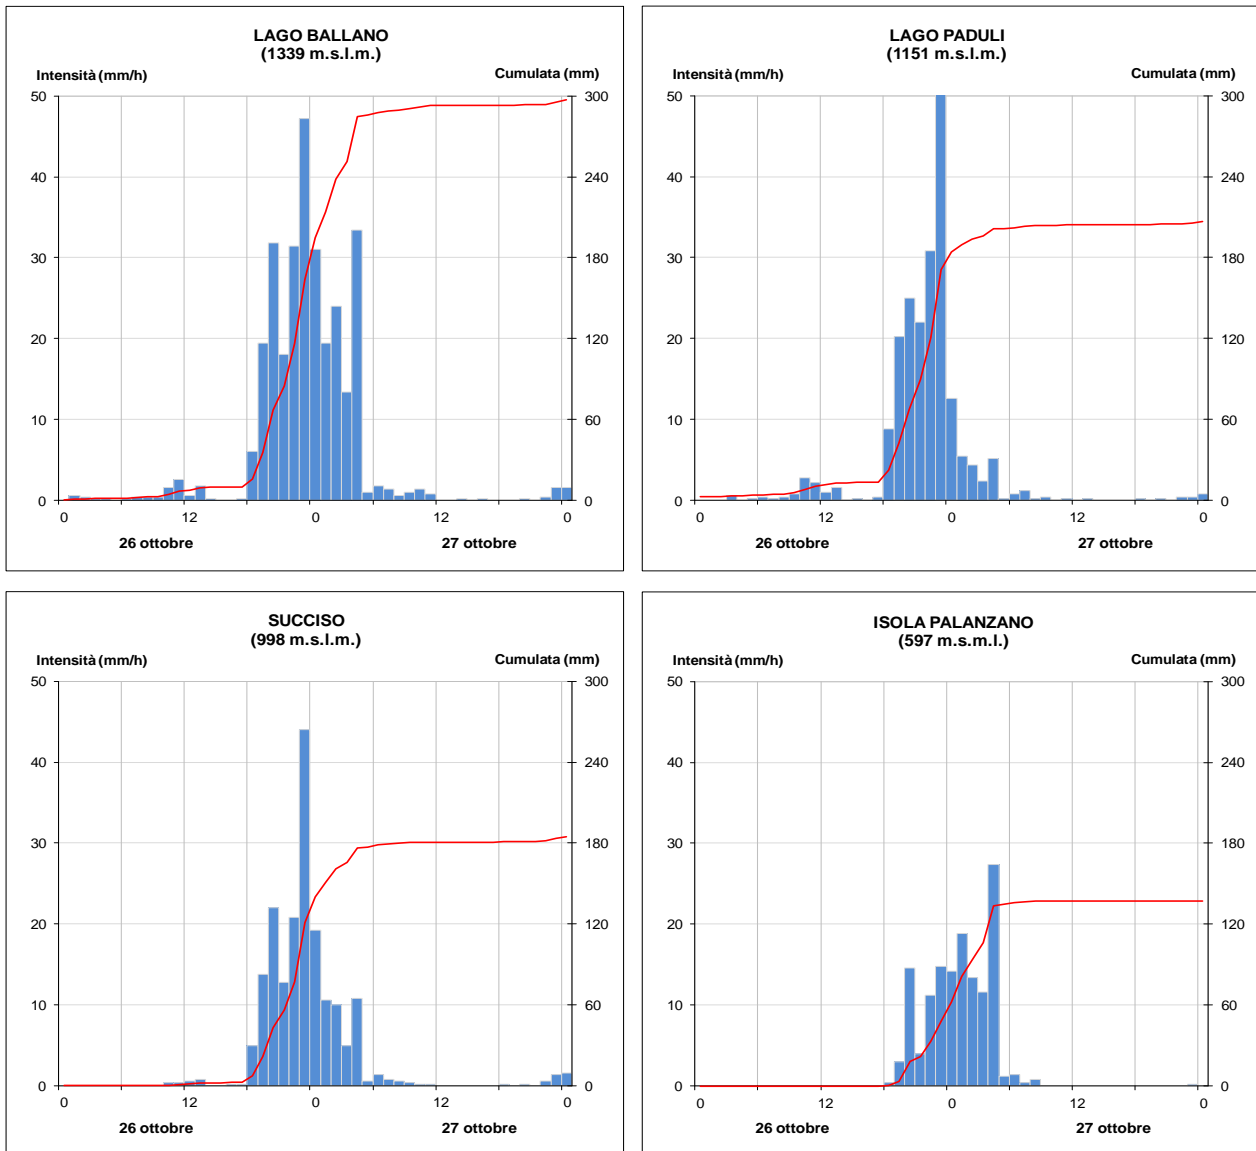 LAGO BALLANO
(1339 m.s.l.m.)
Intensità (mm/h) Cumulata (mm)
50 300
40 240
30 180
20 120
10 60
0 0
0 12 0 12 0
26 ottobre 27 ottobre
LAGO PADULI
(1151 m.s.l.m.)
Intensità (mm/h) Cumulata (mm)
50 300
40 240
30 180
20 120
10 60
0 0
0 12 0 12 0
26 ottobre 27 ottobre
SUCCISO
(998 m.s.l.m.)
Intensità (mm/h) Cumulata (mm)
50 300
40 240
30 180
20 120
10 60
0 0
0 12 0 12 0
26 ottobre 27 ottobre
ISOLA PALANZANO
(597 m.s.m.l.)
Intensità (mm/h) Cumulata (mm)
50 300
40 240
30 180
20 120
10 60
0 0
0 12 0 12 0
26 ottobre 27 ottobre